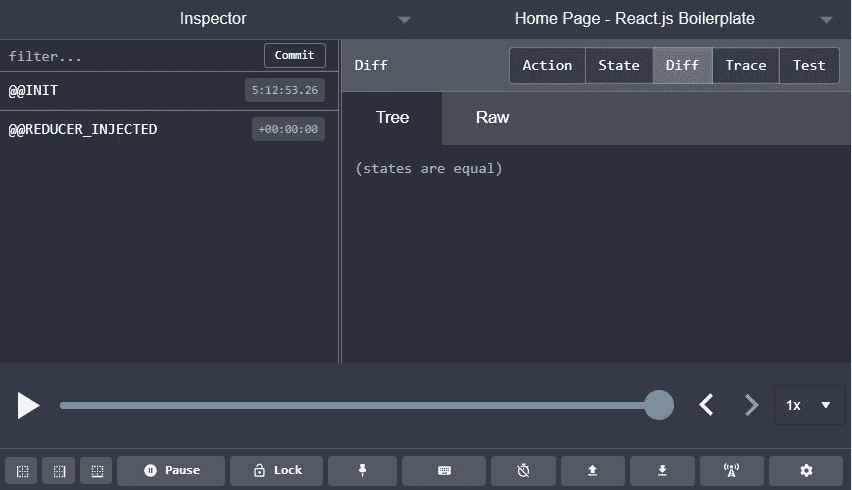 Inspector
Home Page - React.js Boilerplate
filter...
Commit
Diff
Action
State
Diff
Trace
Test
@@INIT
5:12:53.26
Tree
Raw
@@REDUCER_INJECTED
+00:00:00
(states are equal)
1x
Pause
Lock